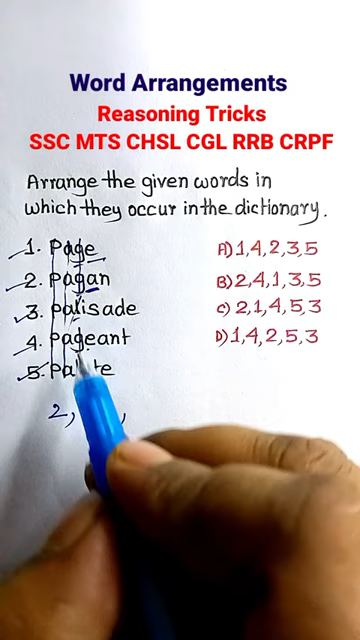 Word Arrangements
Reasoning Tricks
SSC MTS CHSL CGL RRB CRPF
Arrange the given words in
which they occur in the dictionary.
1. Page A) 1,4,2,3,5
2. Pagan B) 2,4,1,3,5
3. Palisade C) 2,1,4,5,3
4. Pageant D) 1,4,2,5,3
5.
2,